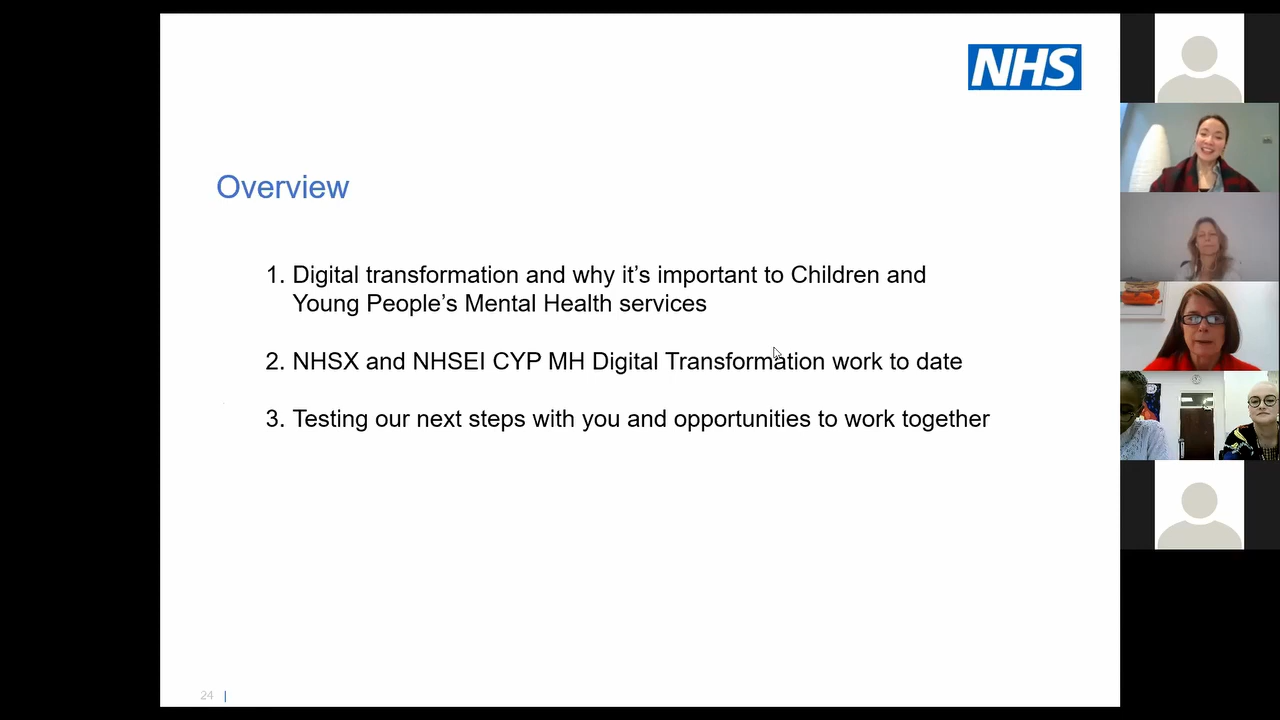 NHS
Overview
1. Digital transformation and why it’s important to Children and
Young People’s Mental Health services
2. NHSX and NHSEI CYP MH Digital Transformation work to date
3. Testing our next steps with you and opportunities to work together
24 |